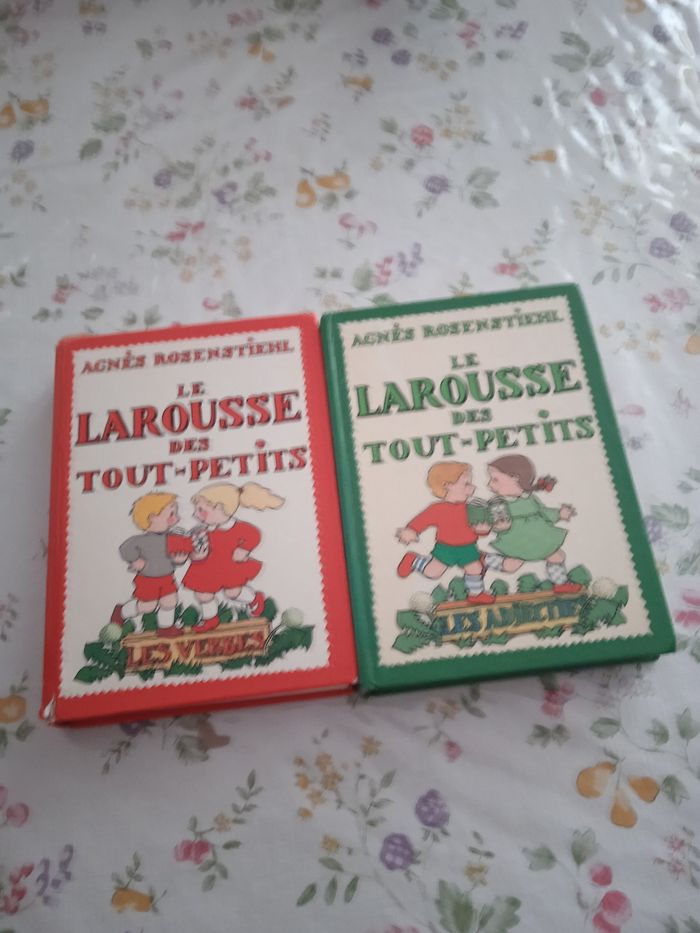 AGNÈS ROSENSTIEHL
LE
LAROUSSE
DES
TOUT-PETITS
LES VERBES
AGNÈS ROSENSTIEHL
LE
LAROUSSE
DES
TOUT-PETITS
LES ADJECTIFS